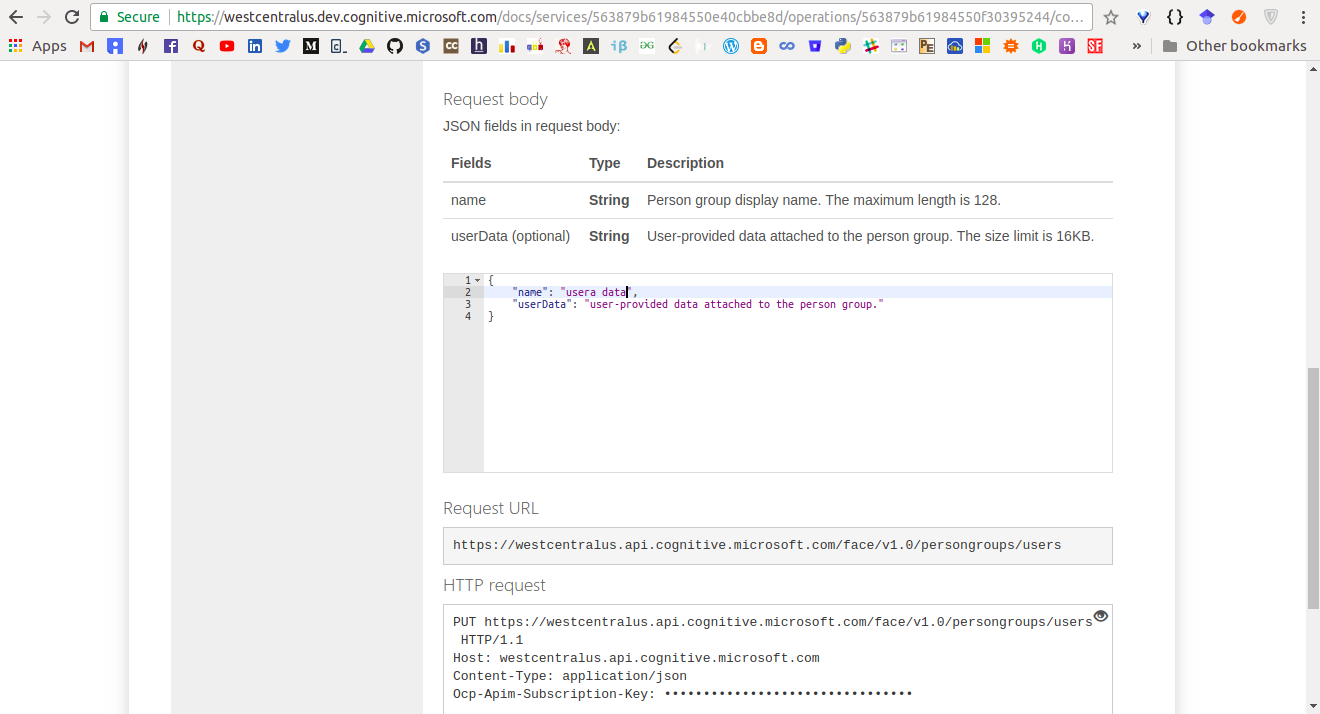 Secure https://westcentralus.dev.cognitive.microsoft.com/docs/services/563879b61984550e40cbbe8d/operations/563879b61984550f30395244/co...
Apps
» Other bookmarks
Request body
JSON fields in request body:
Fields Type Description
name String Person group display name. The maximum length is 128.
userData (optional) String User-provided data attached to the person group. The size limit is 16KB.
1 {
2 "name": "usera data",
3 "userData": "user-provided data attached to the person group."
4 }
Request URL
https://westcentralus.api.cognitive.microsoft.com/face/v1.0/persongroups/users
HTTP request
PUT https://westcentralus.api.cognitive.microsoft.com/face/v1.0/persongroups/users
HTTP/1.1
Host: westcentralus.api.cognitive.microsoft.com
Content-Type: application/json
Ocp-Apim-Subscription-Key: ••••••••••••••••••••••••••••••••